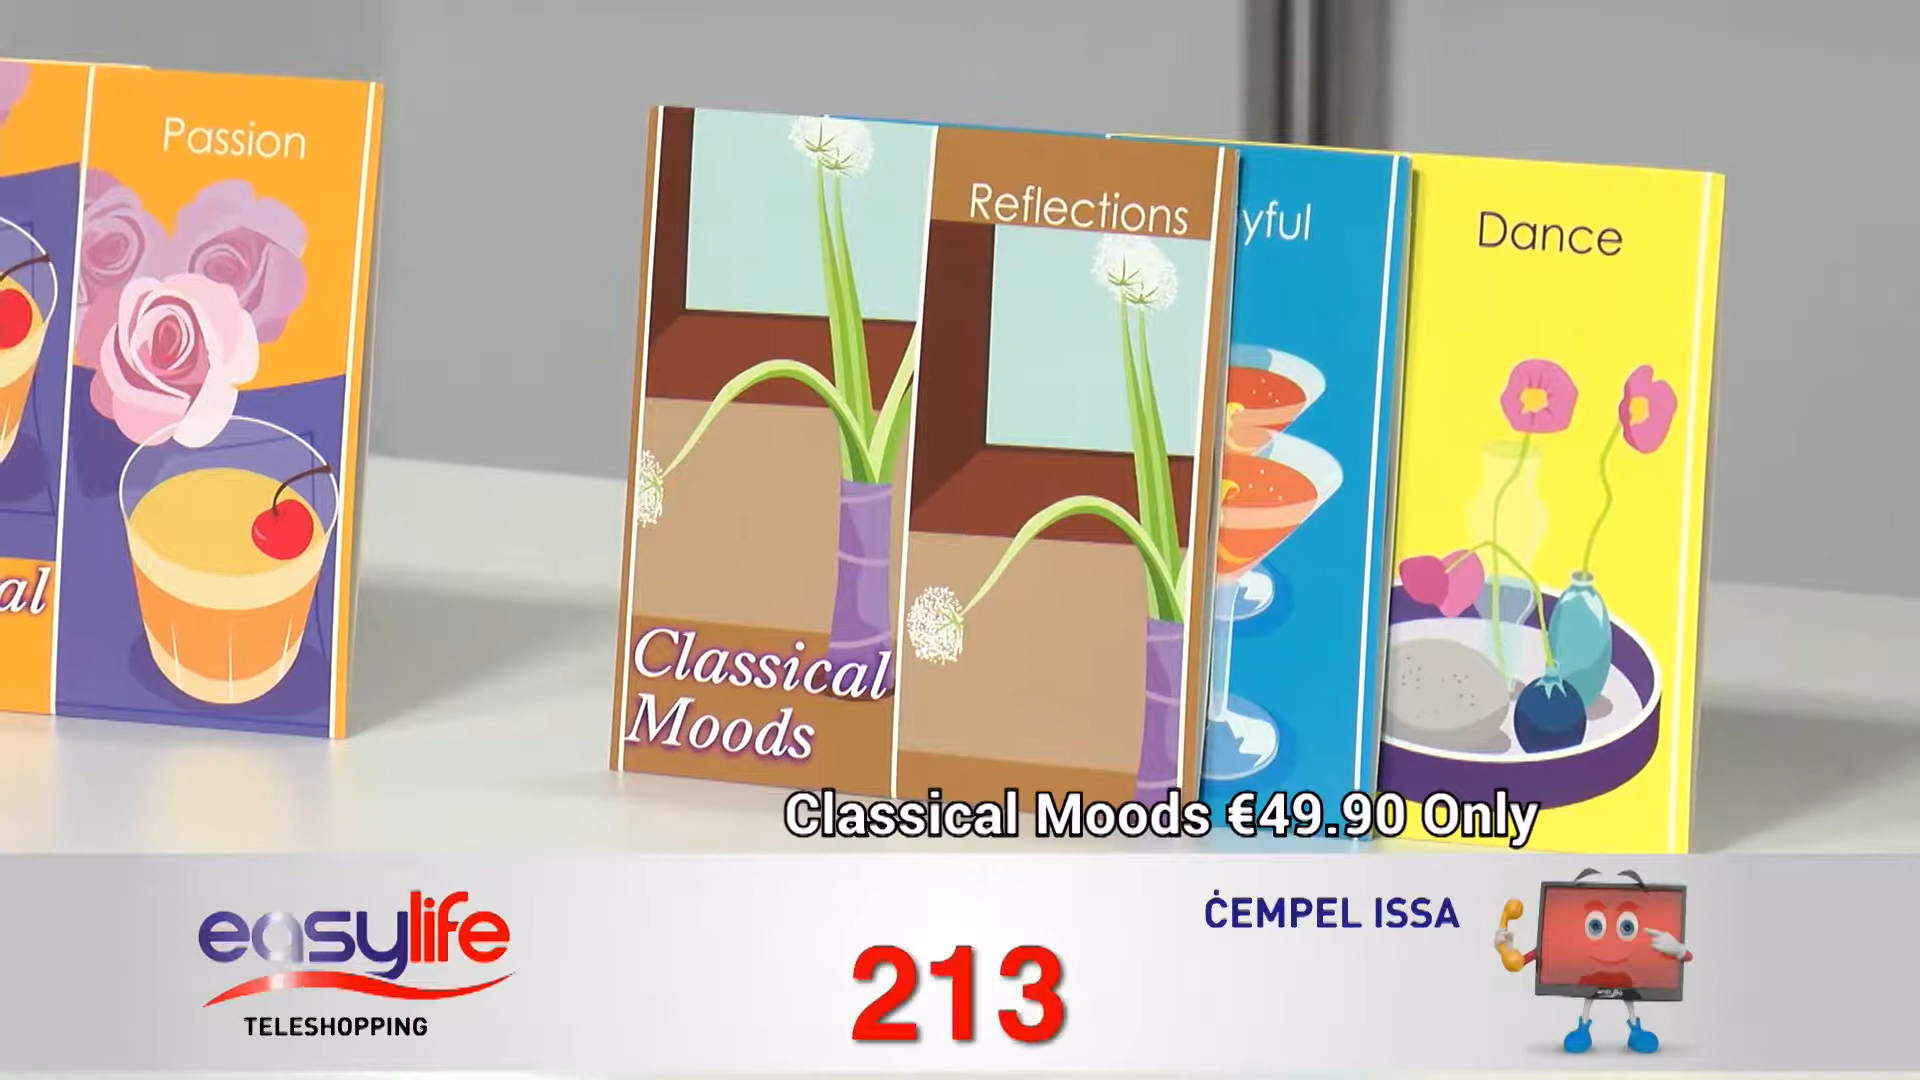 Passion
al
Reflections
yful
Dance
Classical
Moods
Classical Moods €49.90 Only
easylife
TELESHOPPING
213
ĊEMPEL ISSA